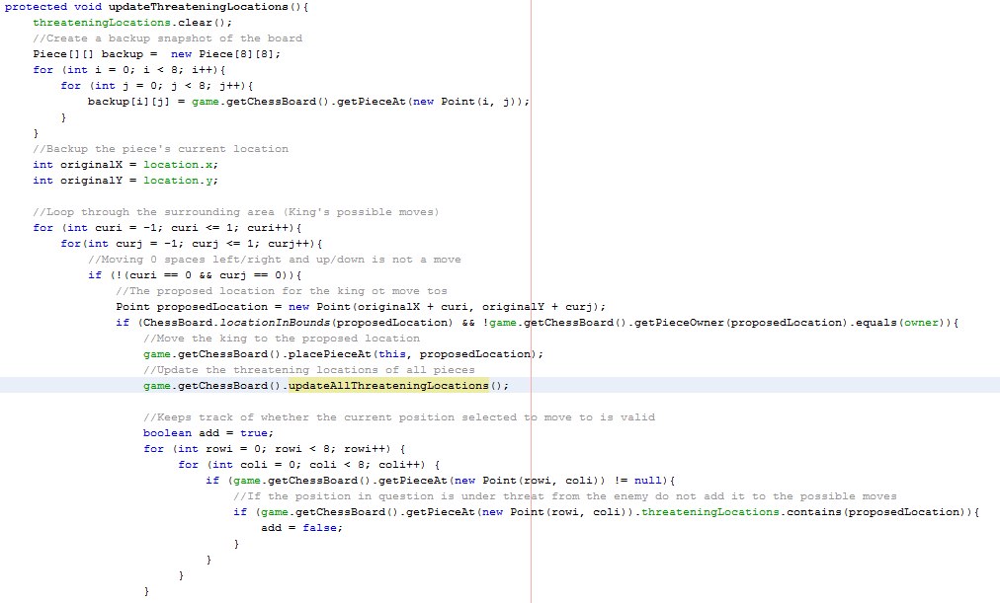 protected void updateThreateningLocations(){
threateningLocations.clear();
//Create a backup snapshot of the board
Piece[][] backup =  new Piece[8][8];
for (int i = 0; i < 8; i++){
for (int j = 0; j < 8; j++){
backup[i][j] = game.getChessBoard().getPieceAt(new Point(i, j));
}
}
//Backup the piece's current location
int originalX = location.x;
int originalY = location.y;
//Loop through the surrounding area (King's possible moves)
for (int curi = -1; curi <= 1; curi++){
for(int curj = -1; curj <= 1; curj++){
//Moving 0 spaces left/right and up/down is not a move
if (!(curi == 0 && curj == 0)){
//The proposed location for the king ot move tos
Point proposedLocation = new Point(originalX + curi, originalY + curj);
if (ChessBoard.locationInBounds(proposedLocation) && !game.getChessBoard().getPieceOwner(proposedLocation).equals(owner)){
//Move the king to the proposed location
game.getChessBoard().placePieceAt(this, proposedLocation);
//Update the threatening locations of all pieces
game.getChessBoard().updateAllThreateningLocations();
//Keeps track of whether the current position selected to move to is valid
boolean add = true;
for (int rowi = 0; rowi < 8; rowi++) {
for (int coli = 0; coli < 8; coli++) {
if (game.getChessBoard().getPieceAt(new Point(rowi, coli)) != null){
//If the position in question is under threat from the enemy do not add it to the possible moves
if (game.getChessBoard().getPieceAt(new Point(rowi, coli)).threateningLocations.contains(proposedLocation)){
add = false;
}
}
}
}